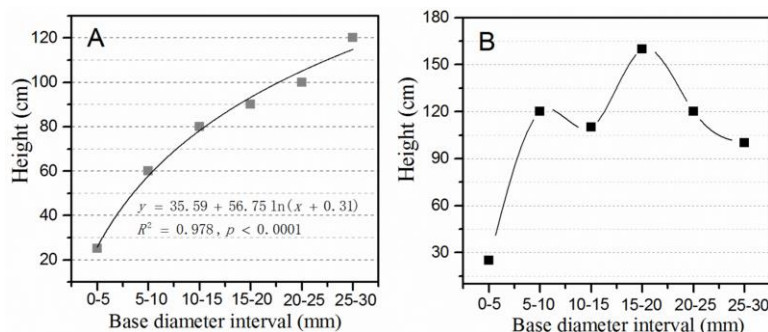 A
Height (cm)
120
100
80
60
40
20
y = 35.59 + 56.75 ln(x + 0.31)
R² = 0.978, p < 0.0001
0-5 5-10 10-15 15-20 20-25 25-30
Base diameter interval (mm)
B
Height (cm)
180
150
120
90
60
30
0-5 5-10 10-15 15-20 20-25 25-30
Base diameter interval (mm)